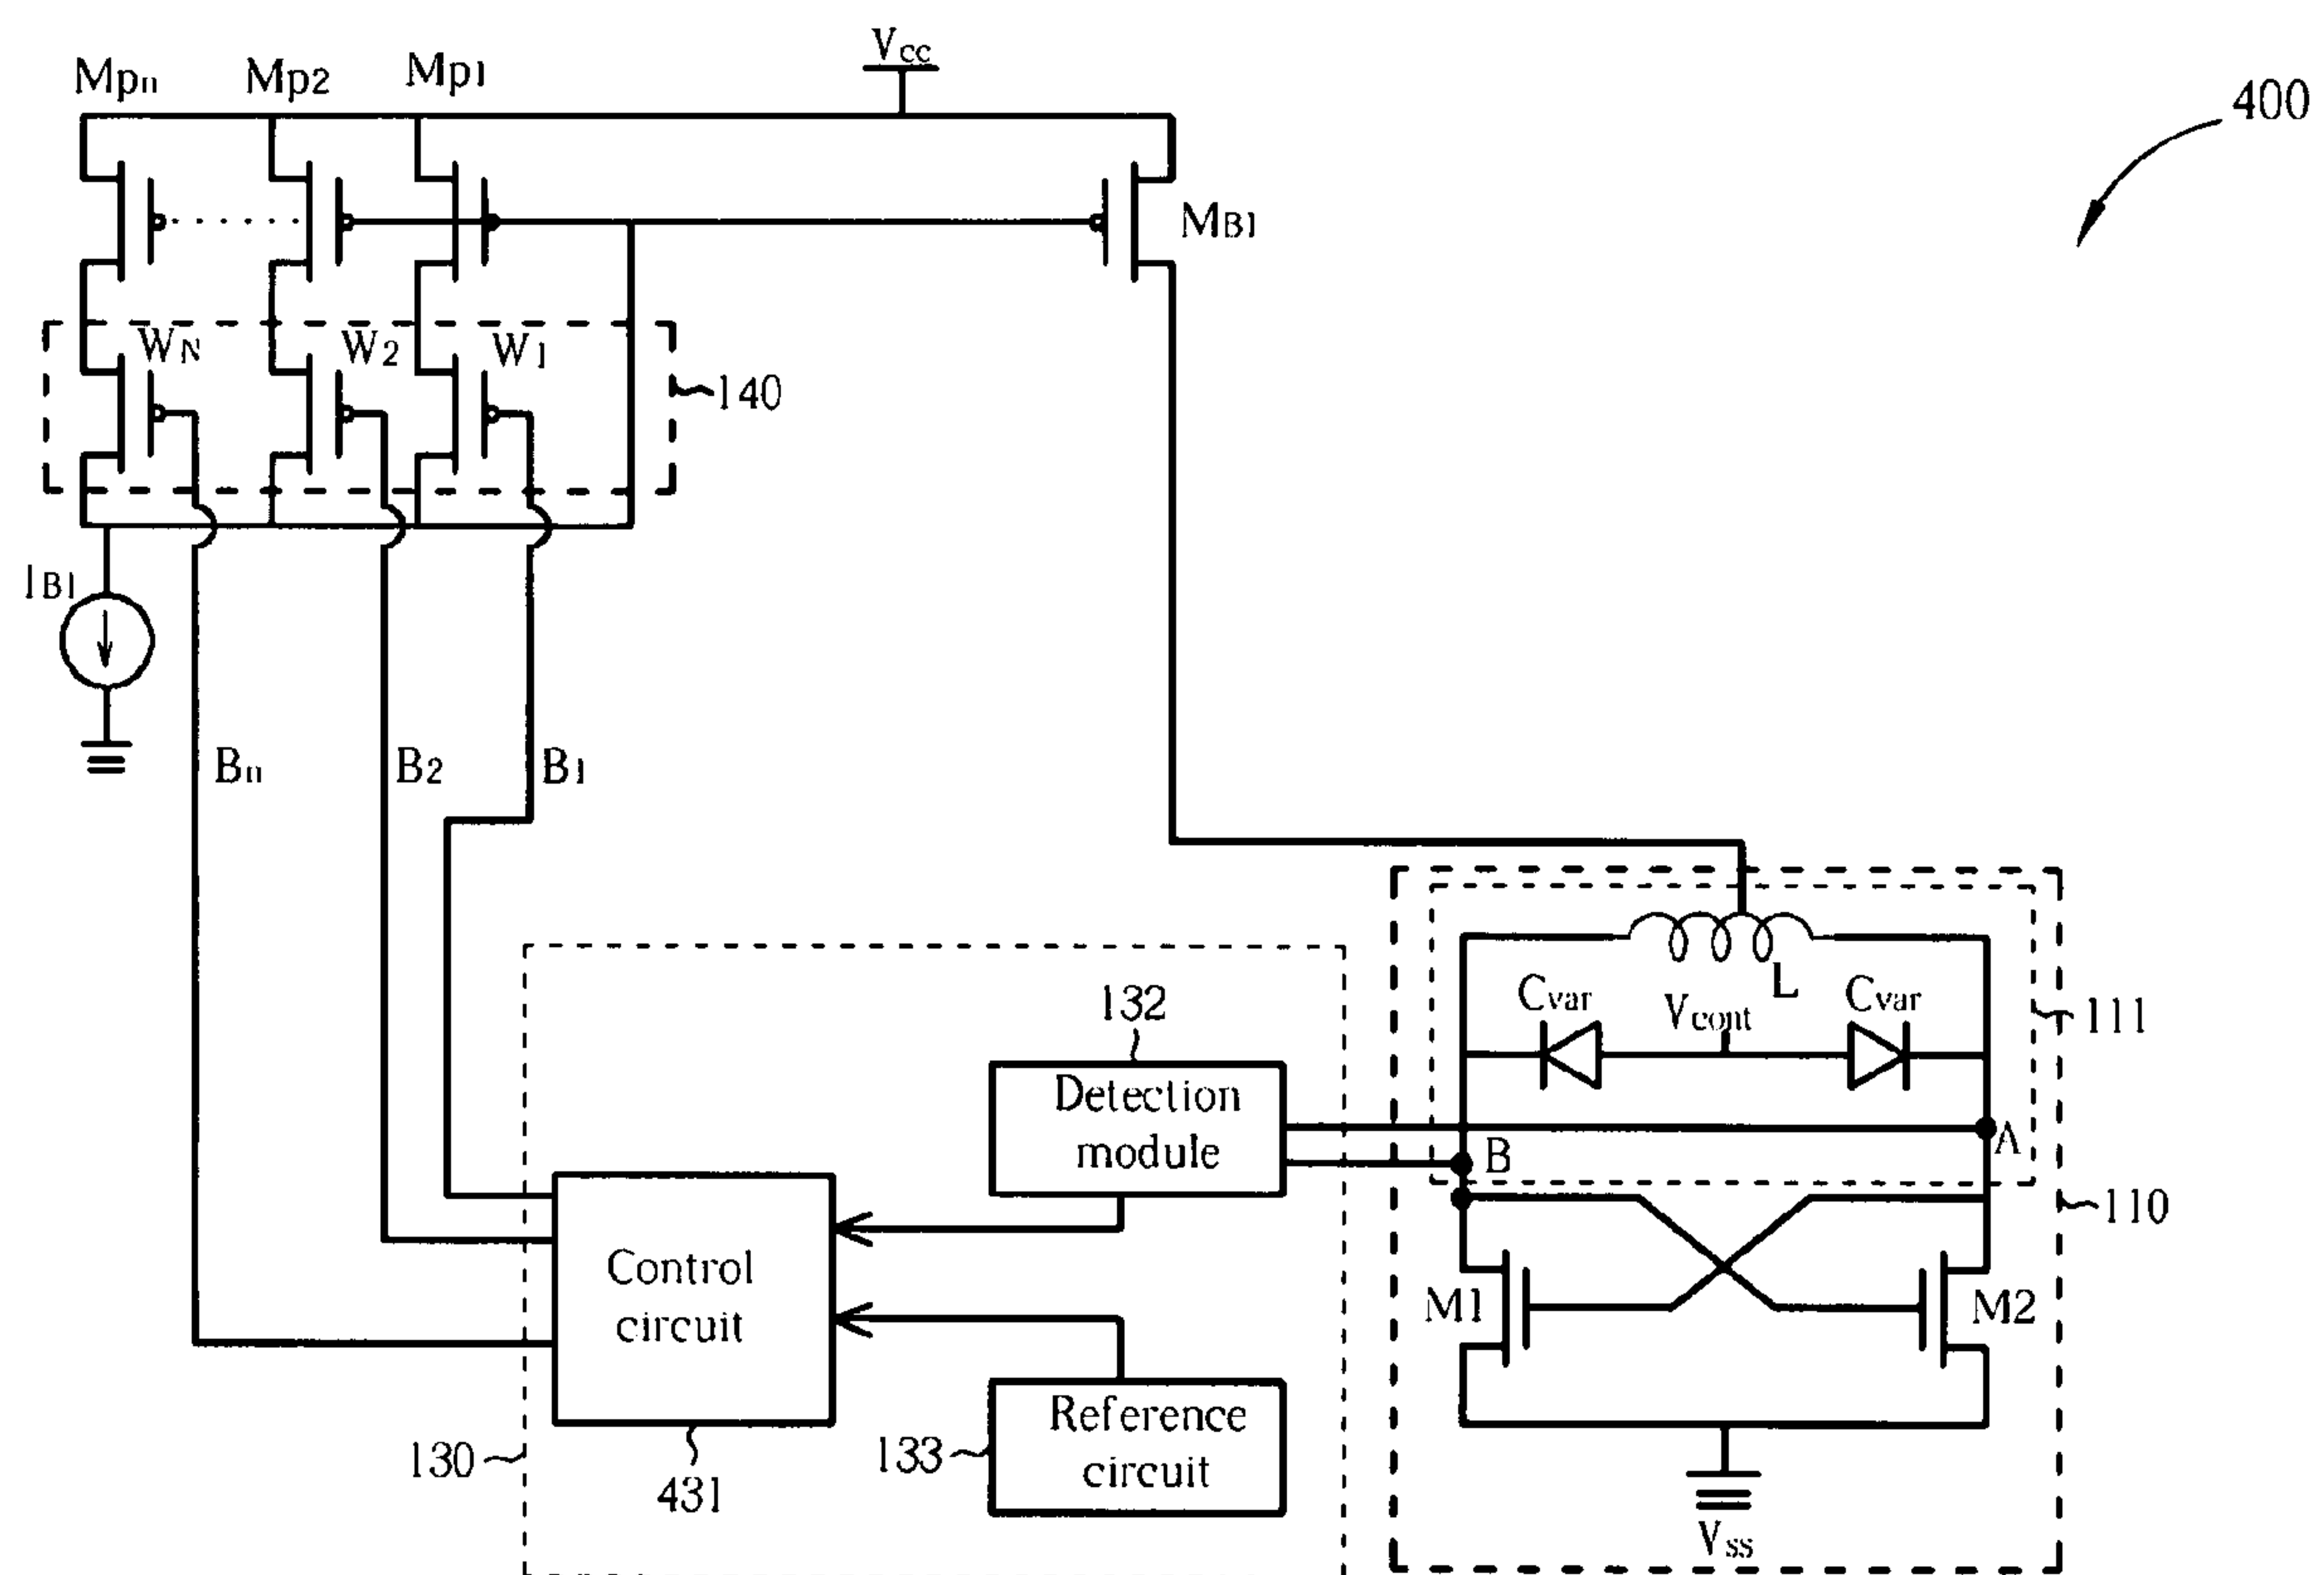 Mpn Mp2 Mp1 Vcc
400
MB1
WN W2 W1
140
IB1
Bn B2 B1
L
Cvar Vcont Cvar
111
132
Detection
module
A
B
110
Control
circuit
M1 M2
Reference
circuit
133
130
431
Vss